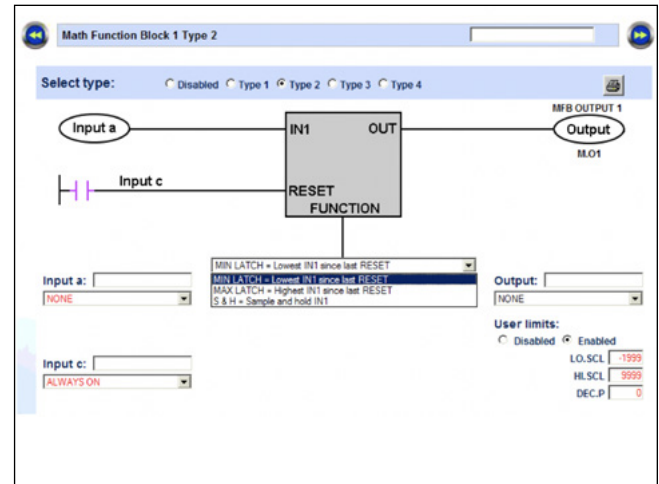 Math Function Block 1 Type 2
Select type: Disabled Type 1 Type 2 Type 3 Type 4
MFB OUTPUT 1
Input a IN1 OUT Output
M.O1
Input c
RESET
FUNCTION
MIN LATCH = Lowest IN1 since last RESET
MIN LATCH = Lowest IN1 since last RESET
MAX LATCH = Highest IN1 since last RESET
S & H = Sample and hold IN1
Input a:
NONE
Output:
NONE
User limits:
Disabled Enabled
LO.SCL -1999
HI.SCL 9999
DEC.P 0
Input c:
ALWAYS ON